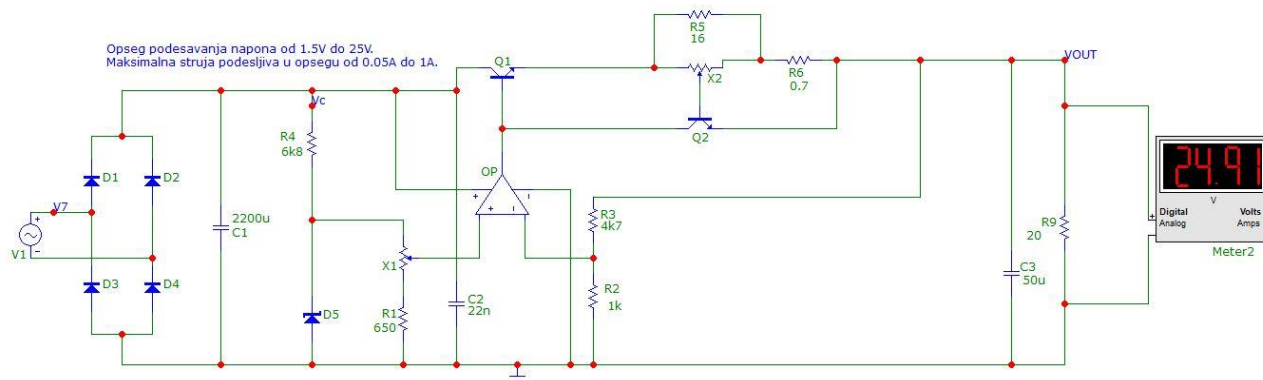 Opseg podesavanja napona od 1.5V do 25V.
Maksimalna struja podesljiva u opsegu od 0.05A do 1A.
R5
16
Q1
X2
R6
0.7
VOUT
Vc
R4
6k8
Q2
D1
D2
V7
V1
2200u
C1
OP
R3
4k7
R9
20
24.91
V
Digital
Analog
Volts
Amps
Meter2
X1
D3
D4
D5
R1
650
C2
22n
R2
1k
C3
50u